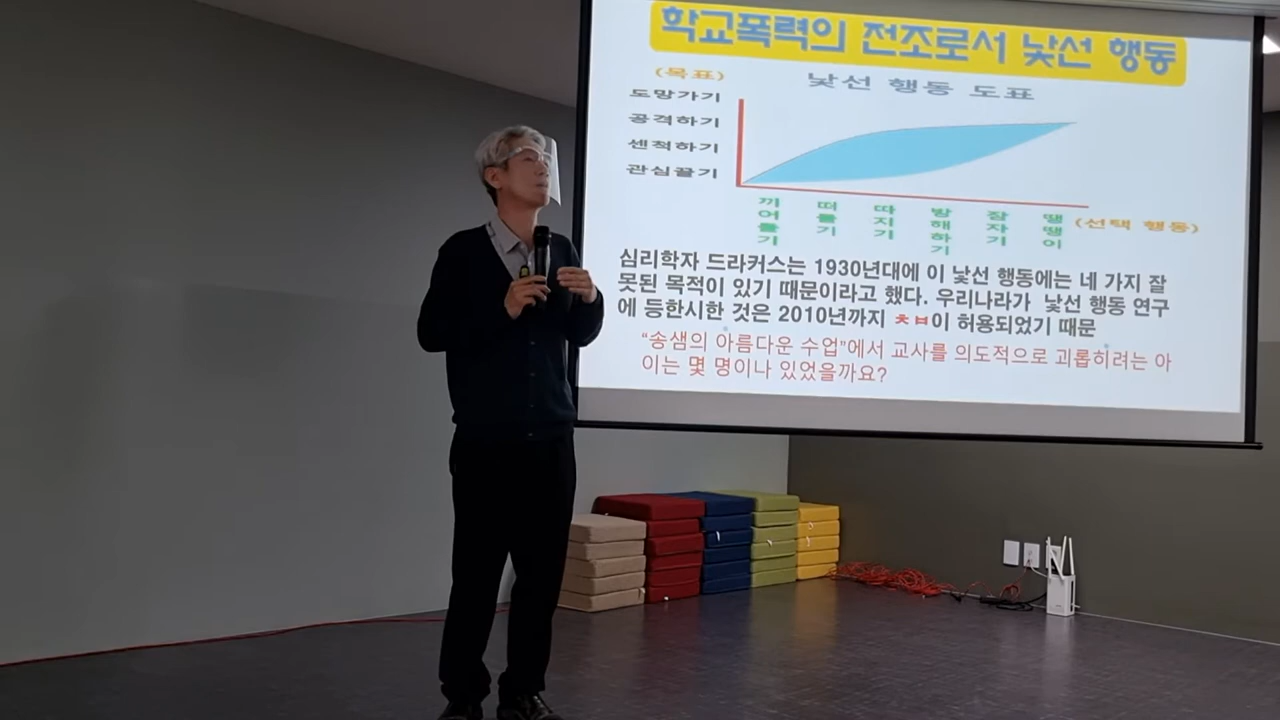 학교폭력의 전조로서 낯선 행동
(목표)
낯선 행동 도표
도망가기
공격하기
센척하기
관심끌기
끼어들기
떠들기
따지기
방해하기
잠자기
땡땡이
(선택 행동)
심리학자 드라커스는 1930년대에 이 낯선 행동에는 네 가지 잘
못된 목적이 있기 때문이라고 했다. 우리나라가 낯선 행동 연구
에 등한시한 것은 2010년까지 ㅊㅂ이 허용되었기 때문
“송샘의 아름다운 수업”에서 교사를 의도적으로 괴롭히려는 아
이는 몇 명이나 있었을까요?